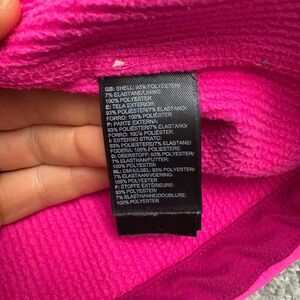 GB: SHELL: 93% POLYESTER/
7% ELASTANE/LINING:
100% POLYESTER
E: TELA EXTERIOR:
93% POLIÉSTER/7% ELASTANO/
FORRO: 100% POLIÉSTER
P: PARTE EXTERNA:
93% POLIÉSTER/7% ELASTANO/
FORRO: 100% POLIÉSTER
I: ESTERNO STRATO:
93% POLIESTERE/7% ELASTAN/
FODERA: 100% POLIESTERE
D: OBERSTOFF: 93% POLYESTER/
7% ELASTHAN/FUTTER:
100% POLYESTER
NL: OMHULSEL: 93% POLYESTER/
7% ELASTAAN/VOERING:
100% POLYESTER
F: ÉTOFFE EXTÉRIEURE:
93% POLYESTER/
7% ELASTHANNE/DOUBLURE:
100% POLYESTER